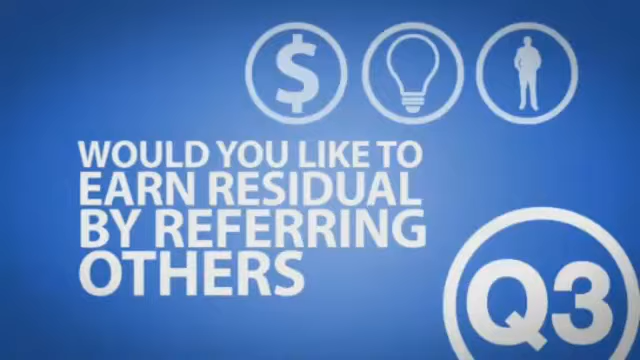 $
WOULD YOU LIKE TO
EARN RESIDUAL
BY REFERRING
OTHERS
Q3